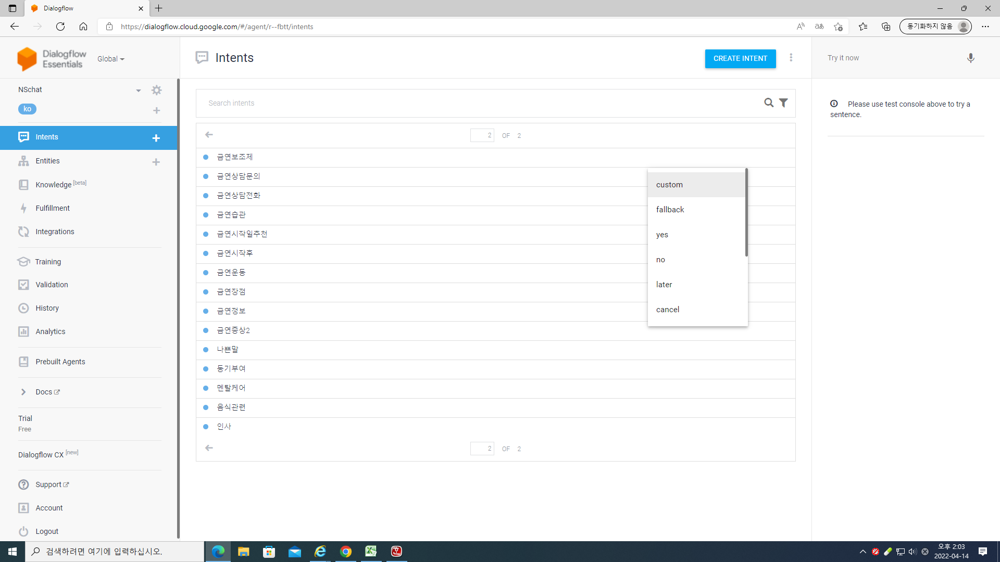 Dialogflow
https://dialogflow.cloud.google.com/#/agent/r--fbtt/intents
동기화하지 않음
Dialogflow
Essentials
Global
Intents
CREATE INTENT
Try it now
NSchat
ko
Search intents
Please use test console above to try a
sentence.
Intents
2 OF 2
Entities
금연보조제
Knowledge [beta]
금연상담문의
custom
금연상담전화
Fulfillment
fallback
금연습관
Integrations
금연시작일추천
yes
금연시작후
no
Training
금연운동
Validation
금연장점
later
History
금연정보
cancel
Analytics
금연증상2
나쁜말
Prebuilt Agents
동기부여
Docs
멘탈케어
음식관련
Trial
Free
인사
2 OF 2
Dialogflow CX [new]
Support
Account
Logout
검색하려면 여기에 입력하십시오.
오후 2:03
2022-04-14